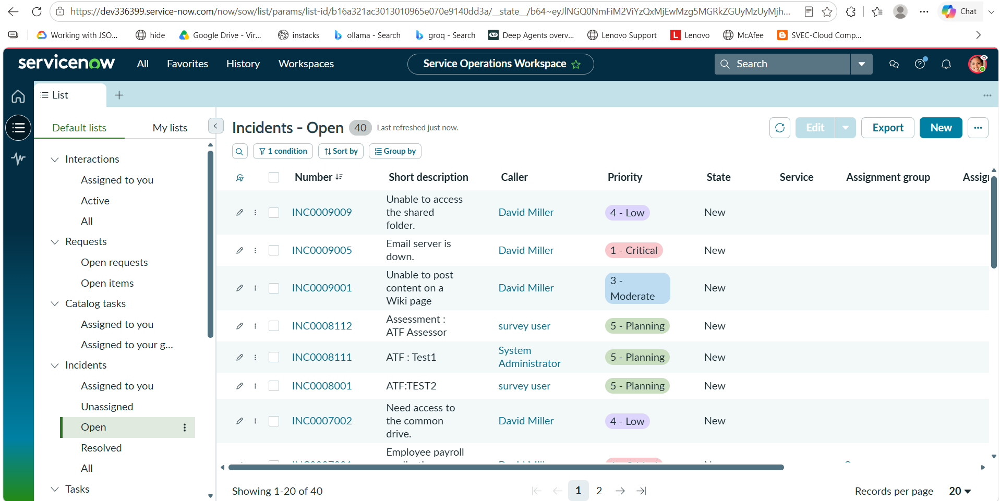 https://dev336399.service-now.com/now/sow/list/params/list-id/b16a321ac3013010965e070e9140dd3a/__state__/b64~eyJlNGQ0NmFiM2ViYzQxMjEwMzg5MGRkZGUyMzUyMjh...
Chat
Working with JSO... hide Google Drive - Vir... instacks ollama - Search groq - Search Deep Agents overv... Lenovo Support Lenovo McAfee SVEC-Cloud Comp...
servicenow All Favorites History Workspaces Service Operations Workspace Search
List
Default lists My lists
Interactions
Assigned to you
Active
All
Requests
Open requests
Open items
Catalog tasks
Assigned to you
Assigned to your g...
Incidents
Assigned to you
Unassigned
Open
Resolved
All
Tasks
Incidents - Open 40 Last refreshed just now.
Edit Export New
1 condition Sort by Group by
Number Short description Caller Priority State Service Assignment group Assig
INC0009009 Unable to access the shared folder. David Miller 4 - Low New
INC0009005 Email server is down. David Miller 1 - Critical New
INC0009001 Unable to post content on a Wiki page David Miller 3 - Moderate New
INC0008112 Assessment : ATF Assessor survey user 5 - Planning New
INC0008111 ATF : Test1 System Administrator 5 - Planning New
INC0008001 ATF:TEST2 survey user 5 - Planning New
INC0007002 Need access to the common drive. David Miller 4 - Low New
Employee payroll
Showing 1-20 of 40
1 2
Records per page 20